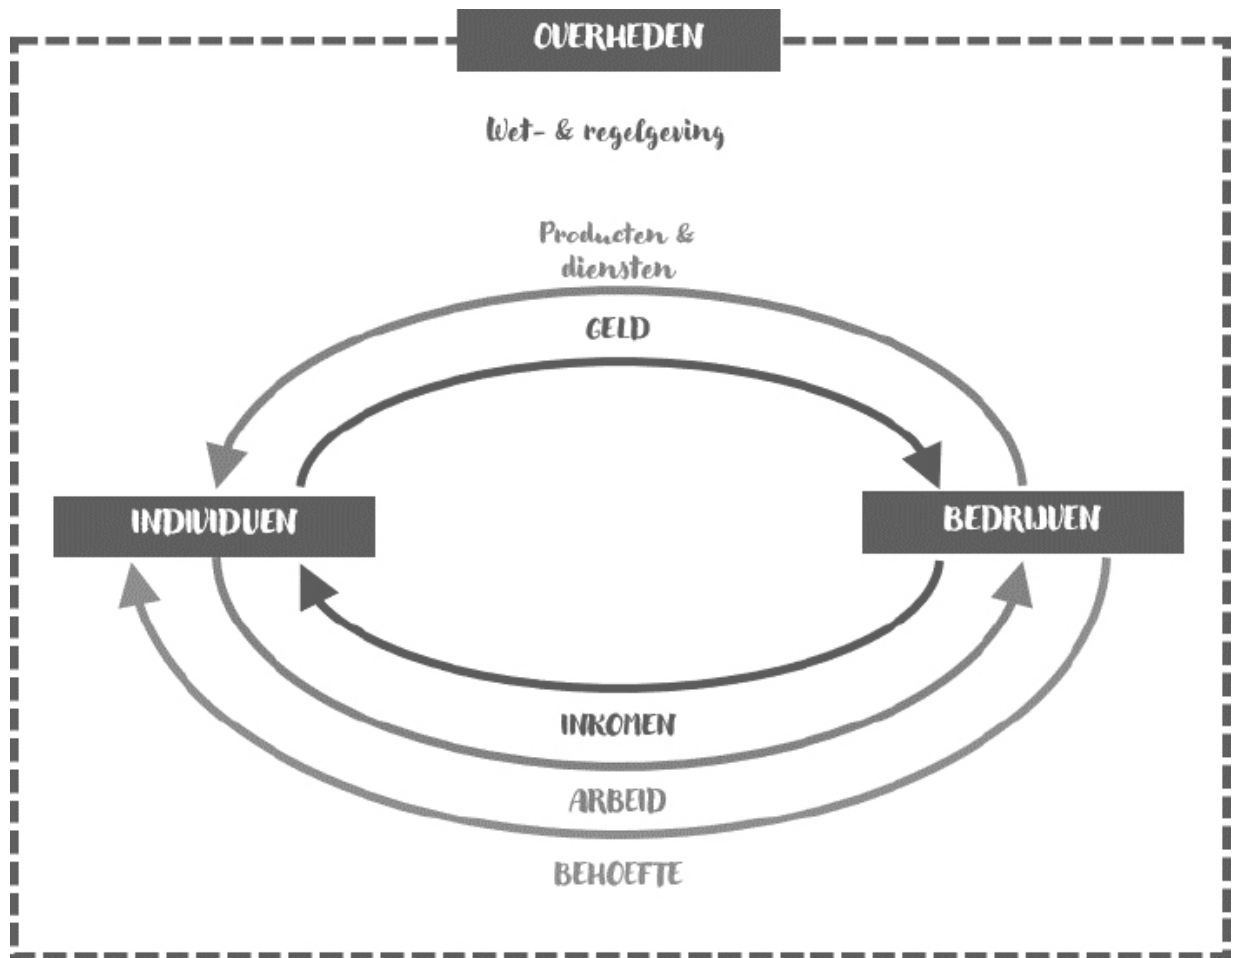 OVERHEDEN
Wet- & regelgeving
Producten &
diensten
GELD
INDIVIDUEN
BEDRIJVEN
INKOMEN
ARBEID
BEHOEFTE